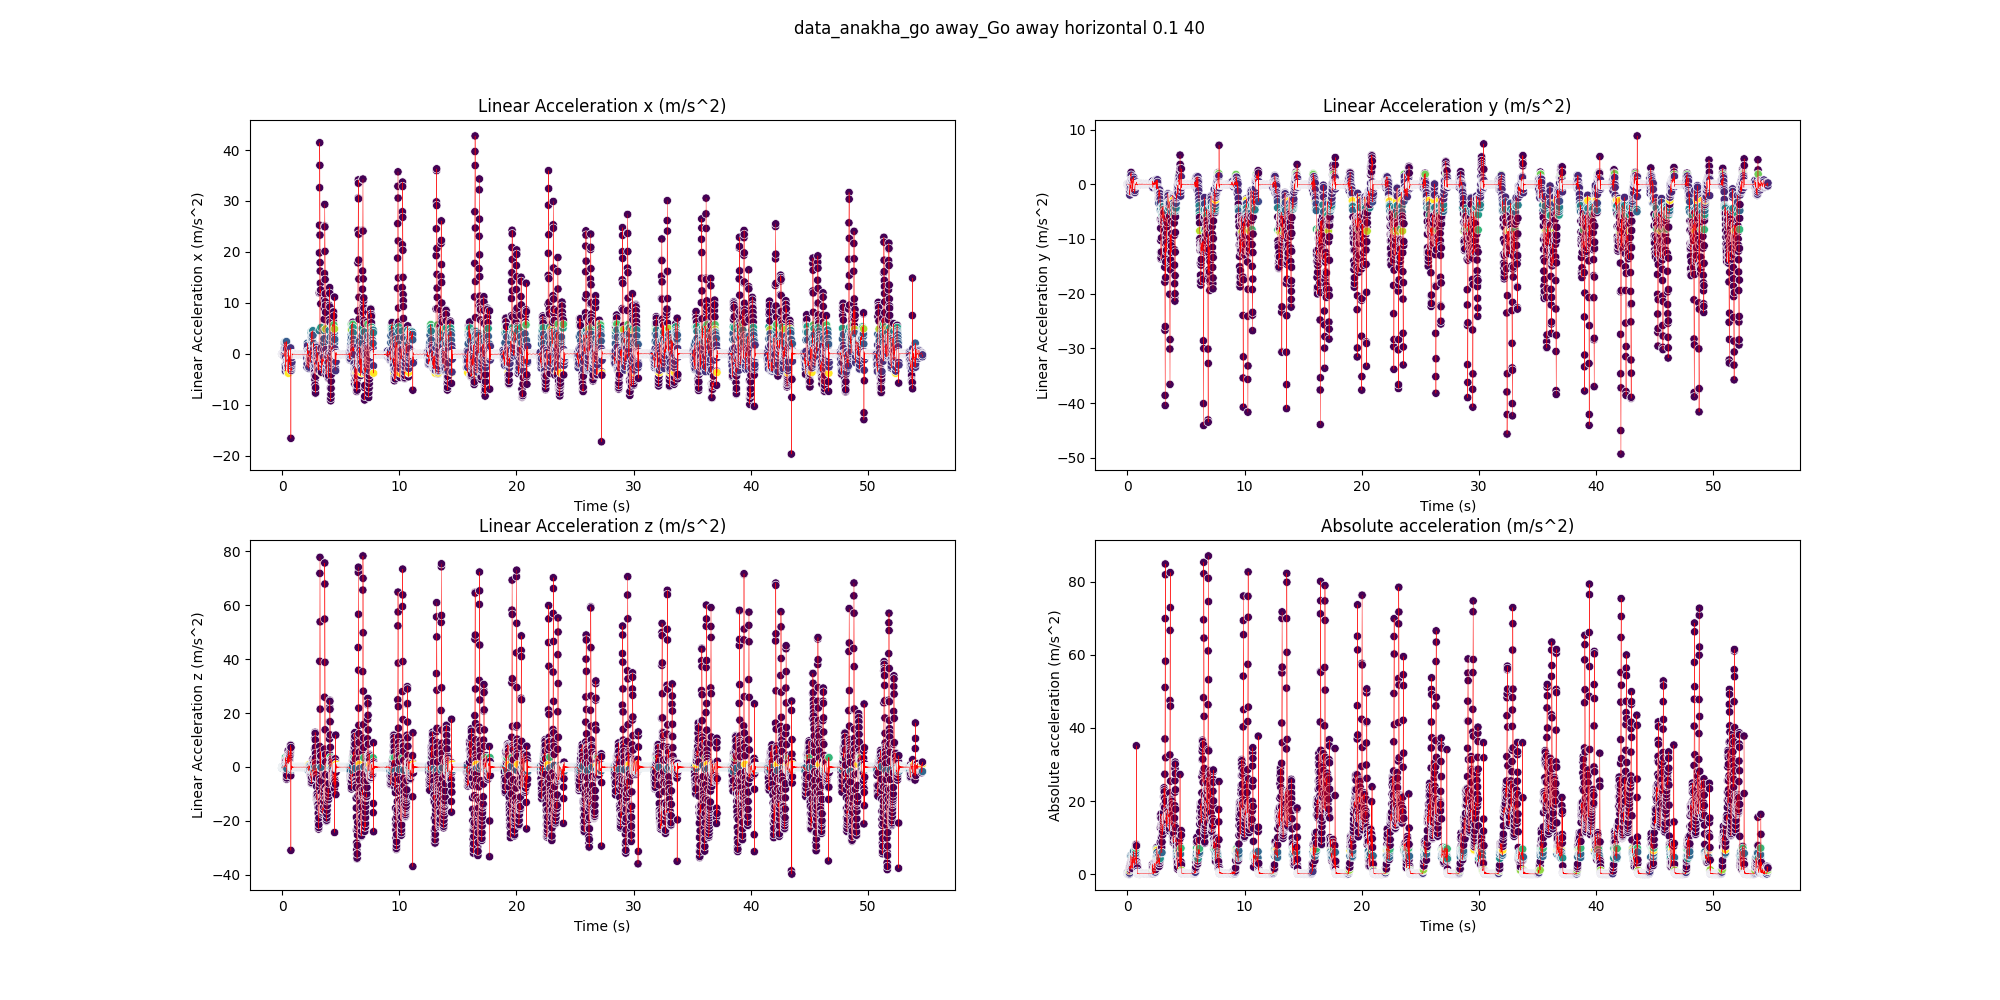 data_anakha_go away_Go away horizontal 0.1 40
Linear Acceleration x (m/s^2)
Linear Acceleration x (m/s^2)
40
30
20
10
0
−10
−20
0 10 20 30 40 50
Time (s)
Linear Acceleration y (m/s^2)
Linear Acceleration y (m/s^2)
10
0
−10
−20
−30
−40
−50
0 10 20 30 40 50
Time (s)
Linear Acceleration z (m/s^2)
Linear Acceleration z (m/s^2)
80
60
40
20
0
−20
−40
0 10 20 30 40 50
Time (s)
Absolute acceleration (m/s^2)
Absolute acceleration (m/s^2)
80
60
40
20
0
0 10 20 30 40 50
Time (s)